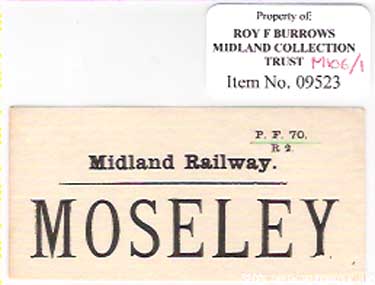 Property of:
ROY F BURROWS
MIDLAND COLLECTION
TRUST M106/1
Item No. 09523
P. F. 70.
R 2.
Midland Railway.
MOSELEY